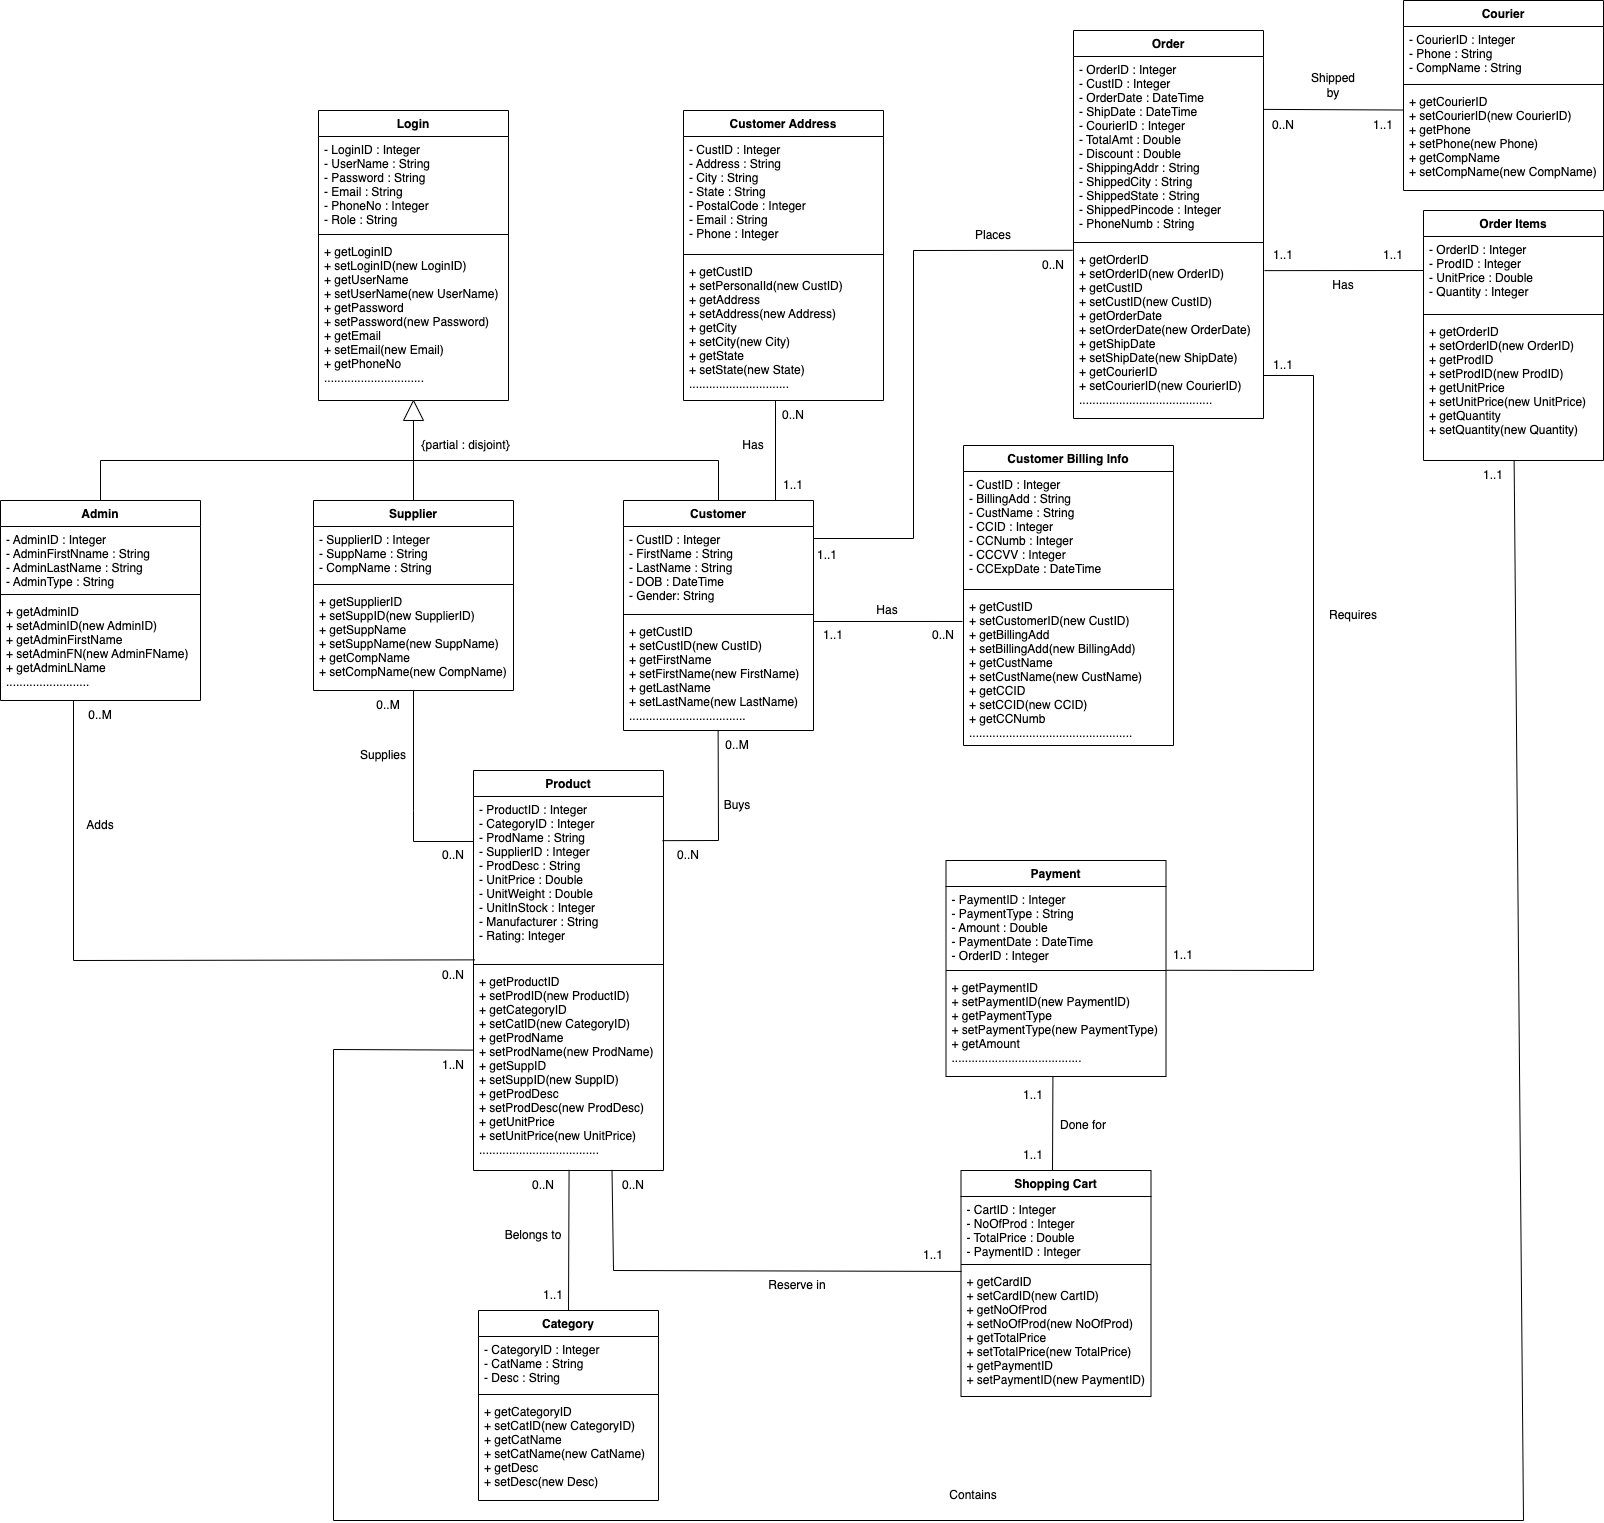 Courier
- CourierID : Integer
- Phone : String
- CompName : String
+ getCourierID
+ setCourierID(new CourierID)
+ getPhone
+ setPhone(new Phone)
+ getCompName
+ setCompName(new CompName)
Order
- OrderID : Integer
- CustID : Integer
- OrderDate : DateTime
- ShipDate : DateTime
- CourierID : Integer
- TotalAmt : Double
- Discount : Double
- ShippingAddr : String
- ShippedCity : String
- ShippedState : String
- ShippedPincode : Integer
- PhoneNumb : String
+ getOrderID
+ setOrderID(new OrderID)
+ getCustID
+ setCustID(new CustID)
+ getOrderDate
+ setOrderDate(new OrderDate)
+ getShipDate
+ setShipDate(new ShipDate)
+ getCourierID
+ setCourierID(new CourierID)
........................................
Shipped
by
0..N
1..1
Login
- LoginID : Integer
- UserName : String
- Password : String
- Email : String
- PhoneNo : Integer
- Role : String
+ getLoginID
+ setLoginID(new LoginID)
+ getUserName
+ setUserName(new UserName)
+ getPassword
+ setPassword(new Password)
+ getEmail
+ setEmail(new Email)
+ getPhoneNo
..............................
Customer Address
- CustID : Integer
- Address : String
- City : String
- State : String
- PostalCode : Integer
- Email : String
- Phone : Integer
+ getCustID
+ setPersonalId(new CustID)
+ getAddress
+ setAddress(new Address)
+ getCity
+ setCity(new City)
+ getState
+ setState(new State)
..............................
Order Items
- OrderID : Integer
- ProdID : Integer
- UnitPrice : Double
- Quantity : Integer
+ getOrderID
+ setOrderID(new OrderID)
+ getProdID
+ setProdID(new ProdID)
+ getUnitPrice
+ setUnitPrice(new UnitPrice)
+ getQuantity
+ setQuantity(new Quantity)
Places
0..N
1..1
1..1
Has
1..1
1..1
0..N
Has
1..1
{partial : disjoint}
Admin
- AdminID : Integer
- AdminFirstNname : String
- AdminLastName : String
- AdminType : String
+ getAdminID
+ setAdminID(new AdminID)
+ getAdminFirstName
+ setAdminFN(new AdminFName)
+ getAdminLName
.........................
Supplier
- SupplierID : Integer
- SuppName : String
- CompName : String
+ getSupplierID
+ setSuppID(new SupplierID)
+ getSuppName
+ setSuppName(new SuppName)
+ getCompName
+ setCompName(new CompName)
Customer
- CustID : Integer
- FirstName : String
- LastName : String
- DOB : DateTime
- Gender: String
+ getCustID
+ setCustID(new CustID)
+ getFirstName
+ setFirstName(new FirstName)
+ getLastName
+ setLastName(new LastName)
...................................
1..1
Has
1..1
0..N
Customer Billing Info
- CustID : Integer
- BillingAdd : String
- CustName : String
- CCID : Integer
- CCNumb : Integer
- CCCVV : Integer
- CCExpDate : DateTime
+ getCustID
+ setCustomerID(new CustID)
+ getBillingAdd
+ setBillingAdd(new BillingAdd)
+ getCustName
+ setCustName(new CustName)
+ getCCID
+ setCCID(new CCID)
+ getCCNumb
.................................................
Requires
0..M
Adds
0..N
0..M
Supplies
0..N
0..M
Buys
0..N
Product
- ProductID : Integer
- CategoryID : Integer
- ProdName : String
- SupplierID : Integer
- ProdDesc : String
- UnitPrice : Double
- UnitWeight : Double
- UnitInStock : Integer
- Manufacturer : String
- Rating: Integer
+ getProductID
+ setProdID(new ProductID)
+ getCategoryID
+ setCatID(new CategoryID)
+ getProdName
+ setProdName(new ProdName)
+ getSuppID
+ setSuppID(new SuppID)
+ getProdDesc
+ setProdDesc(new ProdDesc)
+ getUnitPrice
+ setUnitPrice(new UnitPrice)
....................................
1..N
Payment
- PaymentID : Integer
- PaymentType : String
- Amount : Double
- PaymentDate : DateTime
- OrderID : Integer
+ getPaymentID
+ setPaymentID(new PaymentID)
+ getPaymentType
+ setPaymentType(new PaymentType)
+ getAmount
.......................................
1..1
1..1
Done for
1..1
Shopping Cart
- CartID : Integer
- NoOfProd : Integer
- TotalPrice : Double
- PaymentID : Integer
+ getCardID
+ setCardID(new CartID)
+ getNoOfProd
+ setNoOfProd(new NoOfProd)
+ getTotalPrice
+ setTotalPrice(new TotalPrice)
+ getPaymentID
+ setPaymentID(new PaymentID)
0..N
0..N
Belongs to
1..1
1..1
Reserve in
Category
- CategoryID : Integer
- CatName : String
- Desc : String
+ getCategoryID
+ setCatID(new CategoryID)
+ getCatName
+ setCatName(new CatName)
+ getDesc
+ setDesc(new Desc)
Contains